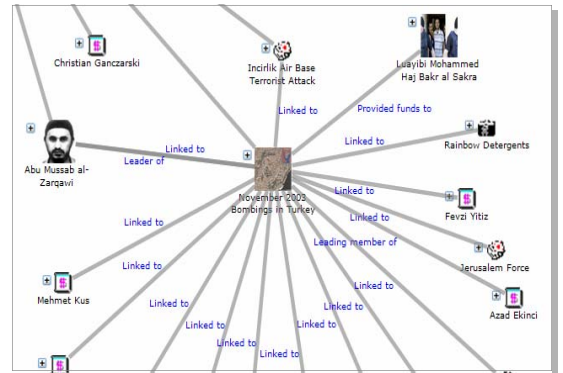 Christian Ganczarski
Incirlik Air Base
Terrorist Attack
Luayibi Mohammed
Haj Bakr al Sakra
Linked to
Provided funds to
Linked to
Rainbow Detergents
Linked to
Leader of
Abu Mussab al-
Zarqawi
November 2003
Bombings in Turkey
Linked to
Fevzi Yitiz
Linked to
Linked to
Leading member of
Jerusalem Force
Linked to
Mehmet Kus
Azad Ekinci
Linked to
Linked to
Linked to
Linked to
Linked to
Linked to
Linked to